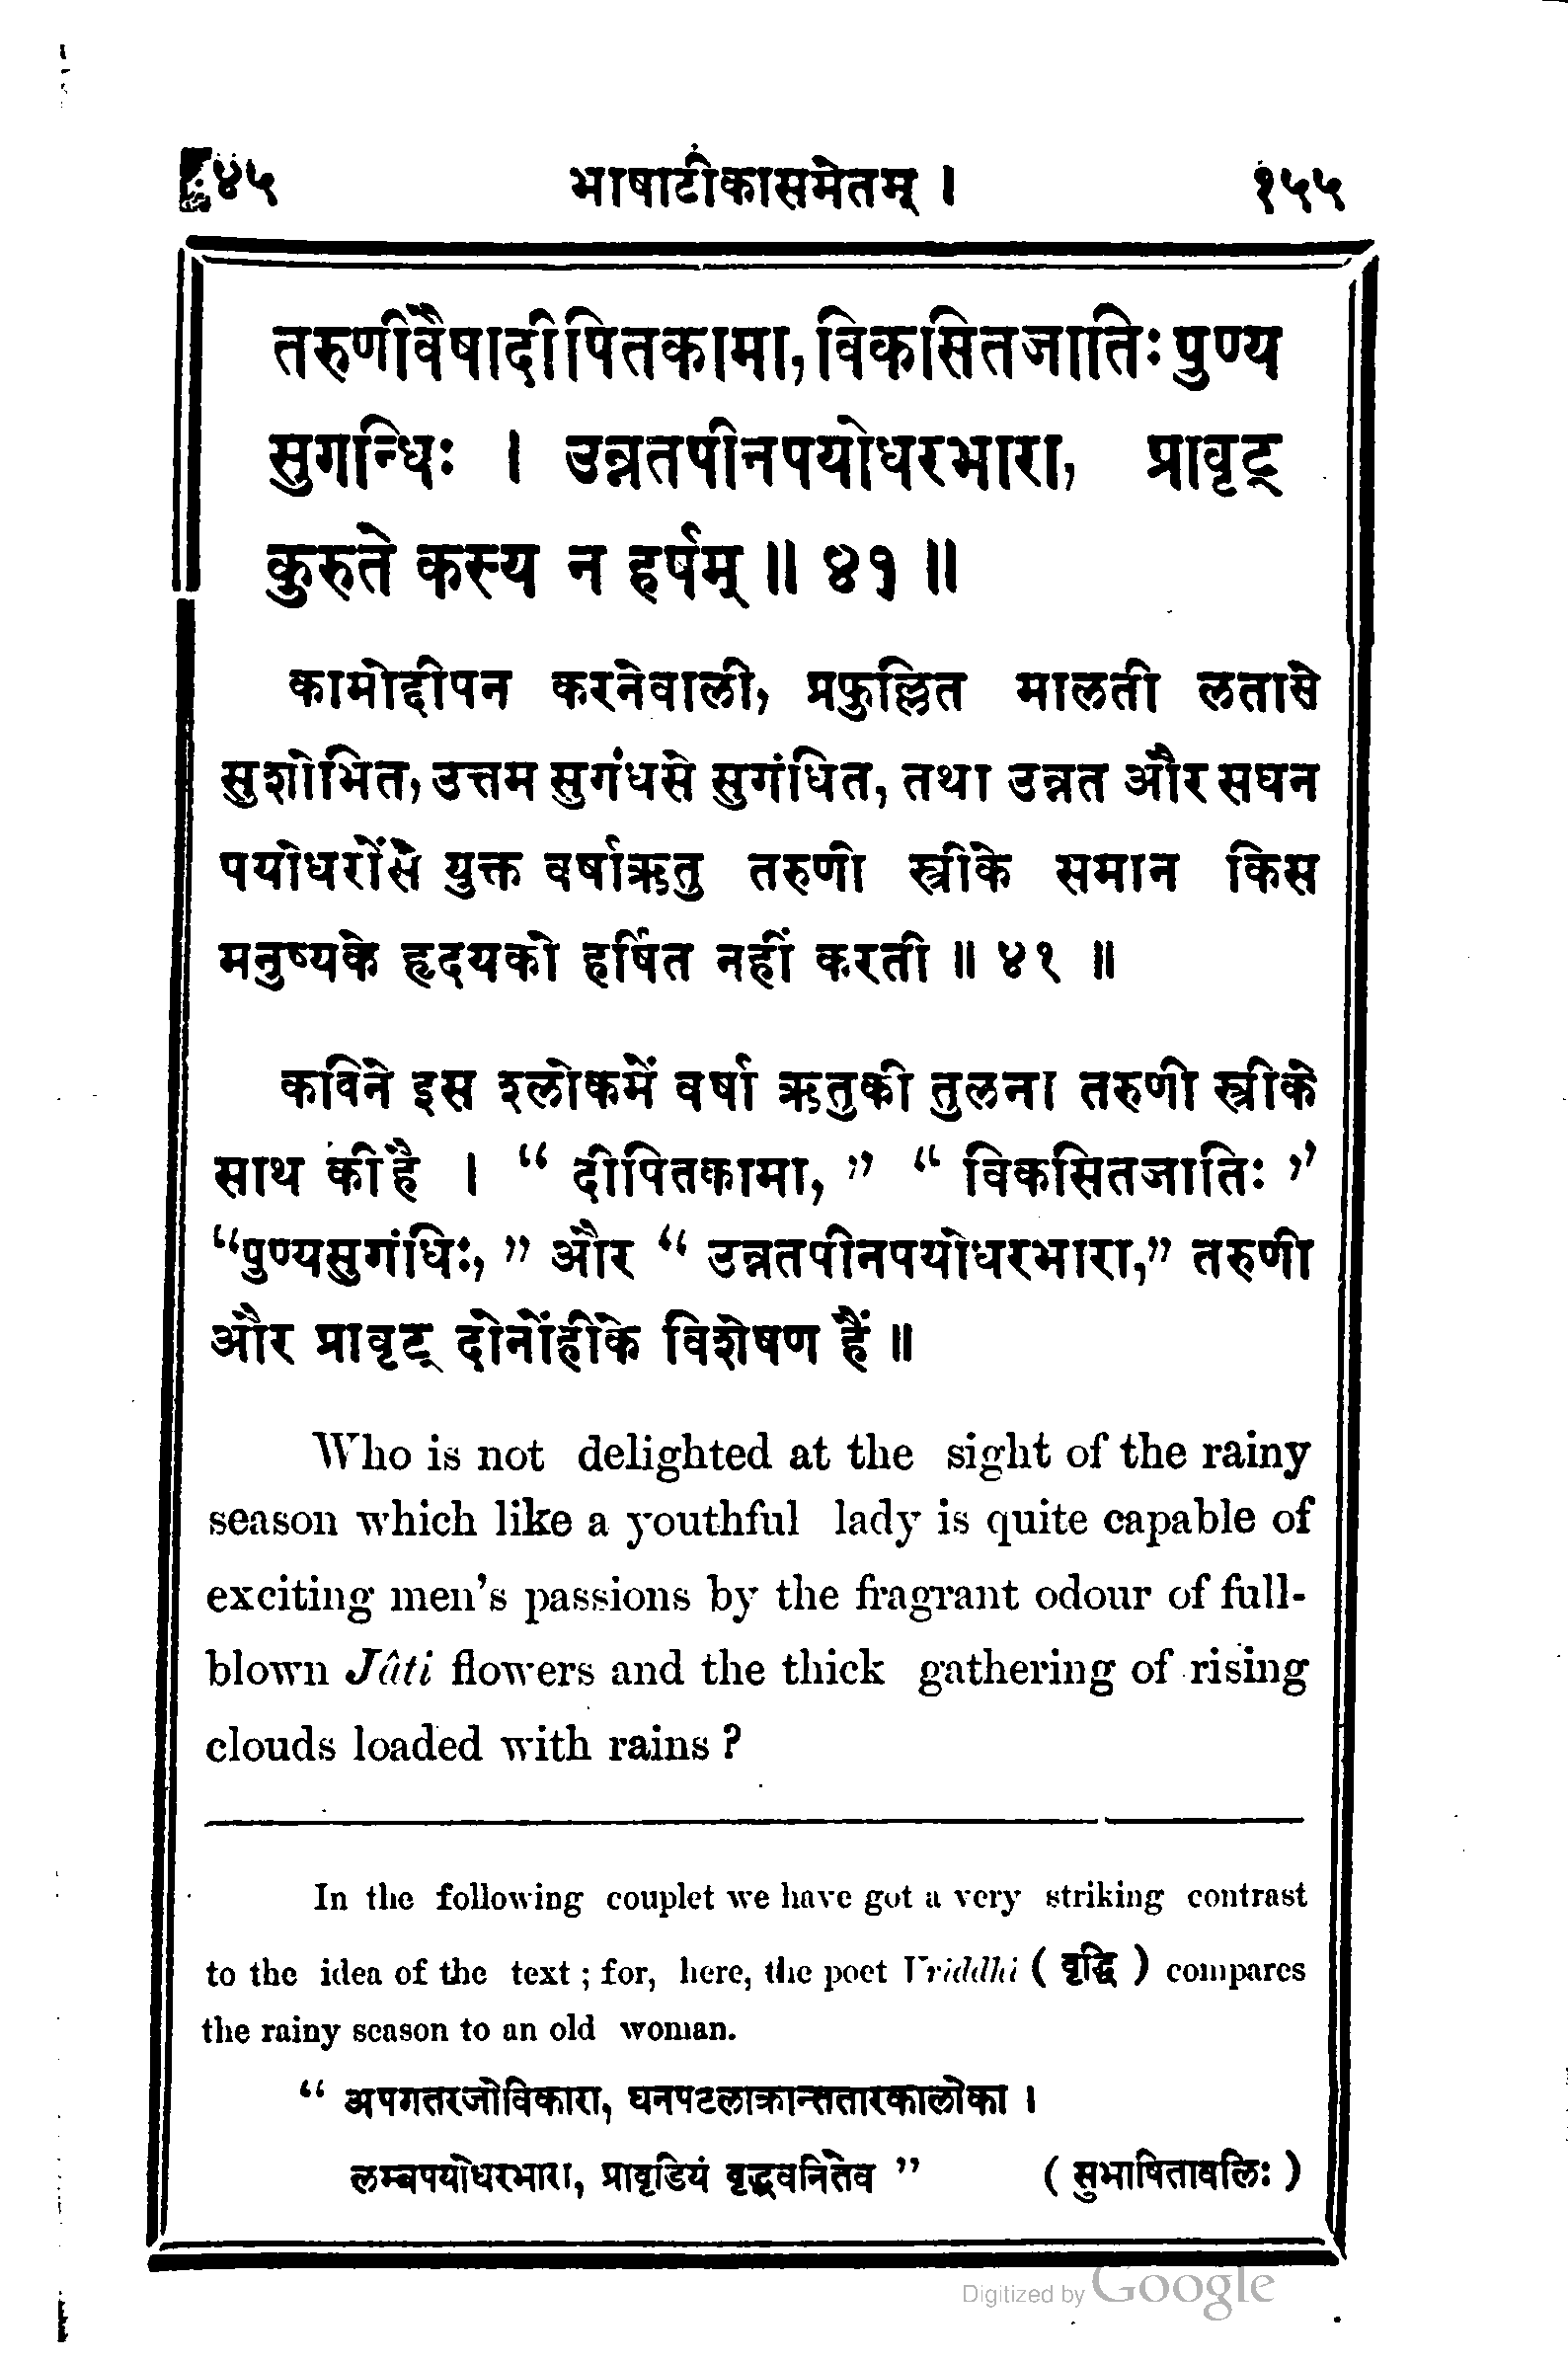 ४५ भाषाटीकासमेतम् । १५५
तरुणीवैषादीपितकामा, विकसितजातिः पुण्य
सुगन्धिः । उन्नतपीनपयोधरभारा, प्रावृट्
कुरुते कस्य न हर्षम् ॥ ४१ ॥
कामोद्दीपन करनेवाली, प्रफुल्लित मालती लतासे
सुशोभित, उत्तम सुगंधसे सुगंधित, तथा उन्नत और सघन
पयोधरोंसे युक्त वर्षाऋतु तरुणी स्त्रीके समान किस
मनुष्यके हृदयको हर्षित नहीं करती ॥ ४१ ॥
कविने इस श्लोकमें वर्षा ऋतुकी तुलना तरुणी स्त्रीके
साथ की है । “ दीपितकामा, ” “ विकसितजातिः ”
“पुण्यसुगंधिः, ” और “ उन्नतपीनपयोधरभारा,” तरुणी
और प्रावृट् दोनोंहीके विशेषण हैं ॥
Who is not delighted at the sight of the rainy
season which like a youthful lady is quite capable of
exciting men's passions by the fragrant odour of full-
blown Jâti flowers and the thick gathering of rising
clouds loaded with rains ?
In the following couplet we have got a very striking contrast
to the idea of the text ; for, here, the poet Vriddhi ( वृद्धि ) compares
the rainy season to an old woman.
“ अपगतरजोविकारा, घनपटलाक्रान्ततारकालोका ।
लम्बपयोधरभारा, प्रावृडियं वृद्धवनितेव ” ( सुभाषितावलिः )
Digitized by Google